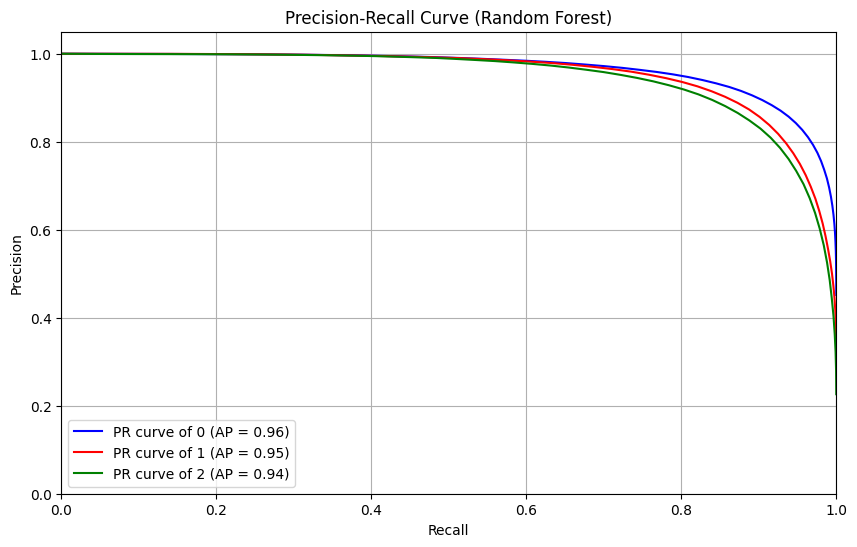 Precision-Recall Curve (Random Forest)
1.0
0.8
0.6
0.4
0.2
0.0
Precision
PR curve of 0 (AP = 0.96)
PR curve of 1 (AP = 0.95)
PR curve of 2 (AP = 0.94)
0.0 0.2 0.4 0.6 0.8 1.0
Recall